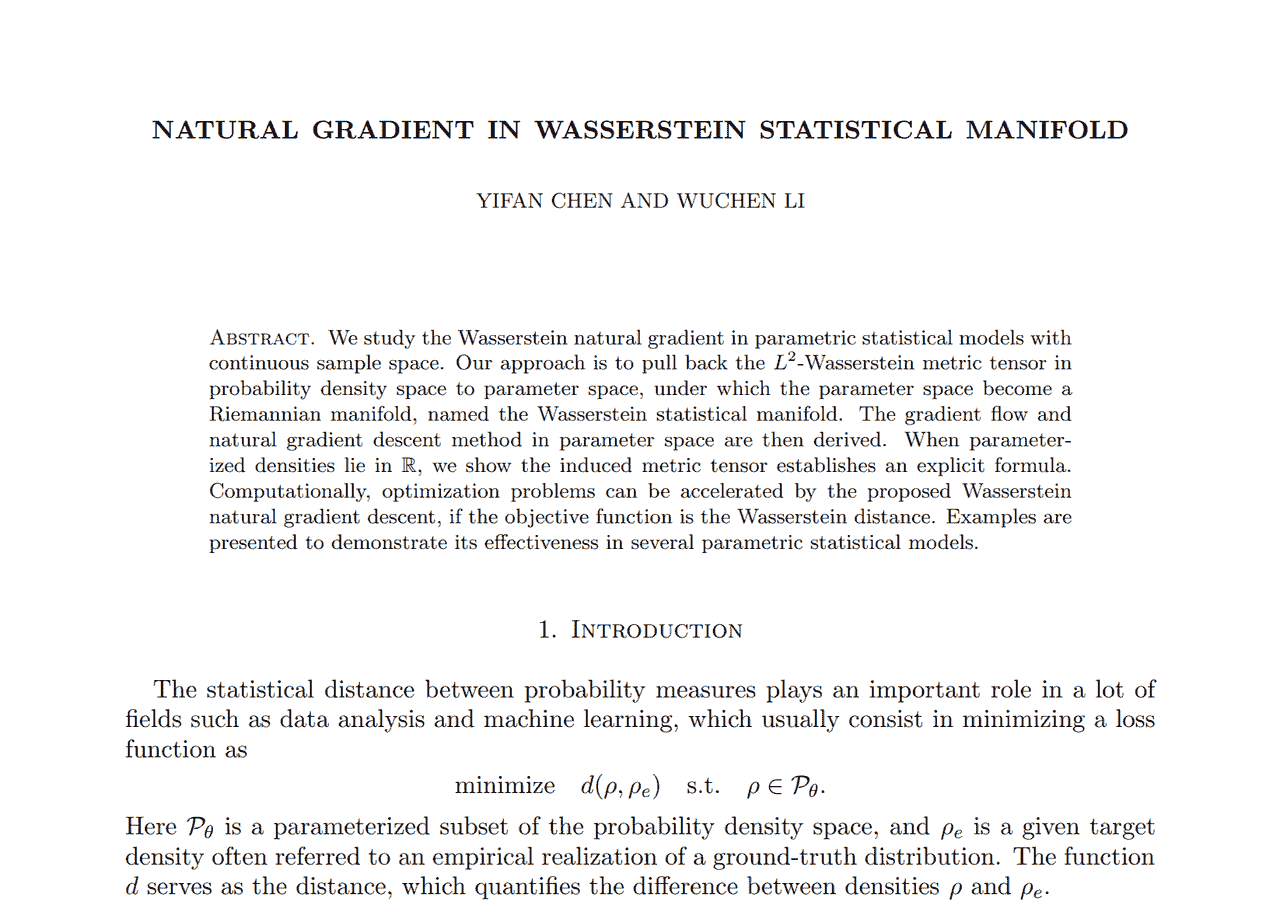 NATURAL GRADIENT IN WASSERSTEIN STATISTICAL MANIFOLD
YIFAN CHEN AND WUCHEN LI
Abstract. We study the Wasserstein natural gradient in parametric statistical models with
continuous sample space. Our approach is to pull back the L²-Wasserstein metric tensor in
probability density space to parameter space, under which the parameter space become a
Riemannian manifold, named the Wasserstein statistical manifold. The gradient flow and
natural gradient descent method in parameter space are then derived. When parameter-
ized densities lie in ℝ, we show the induced metric tensor establishes an explicit formula.
Computationally, optimization problems can be accelerated by the proposed Wasserstein
natural gradient descent, if the objective function is the Wasserstein distance. Examples are
presented to demonstrate its effectiveness in several parametric statistical models.
1. Introduction
The statistical distance between probability measures plays an important role in a lot of
fields such as data analysis and machine learning, which usually consist in minimizing a loss
function as
minimize d(ρ, ρₑ) s.t. ρ ∈ 𝒫_θ.
Here 𝒫_θ is a parameterized subset of the probability density space, and ρₑ is a given target
density often referred to an empirical realization of a ground-truth distribution. The function
d serves as the distance, which quantifies the difference between densities ρ and ρₑ.